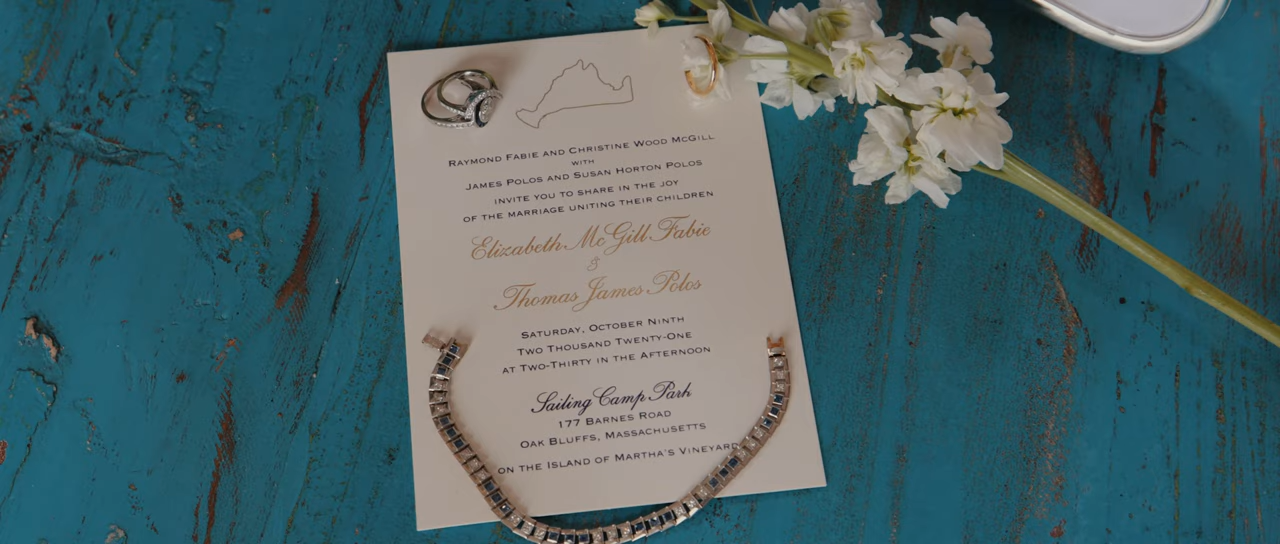 Raymond Fabie and Christine Wood McGill
with
James Polos and Susan Horton Polos
invite you to share in the joy
of the marriage uniting their children
Elizabeth McGill Fabie
&
Thomas James Polos
Saturday, October Ninth
Two Thousand Twenty-One
at Two-Thirty in the Afternoon
Sailing Camp Park
177 Barnes Road
Oak Bluffs, Massachusetts
on the Island of Martha's Vineyard